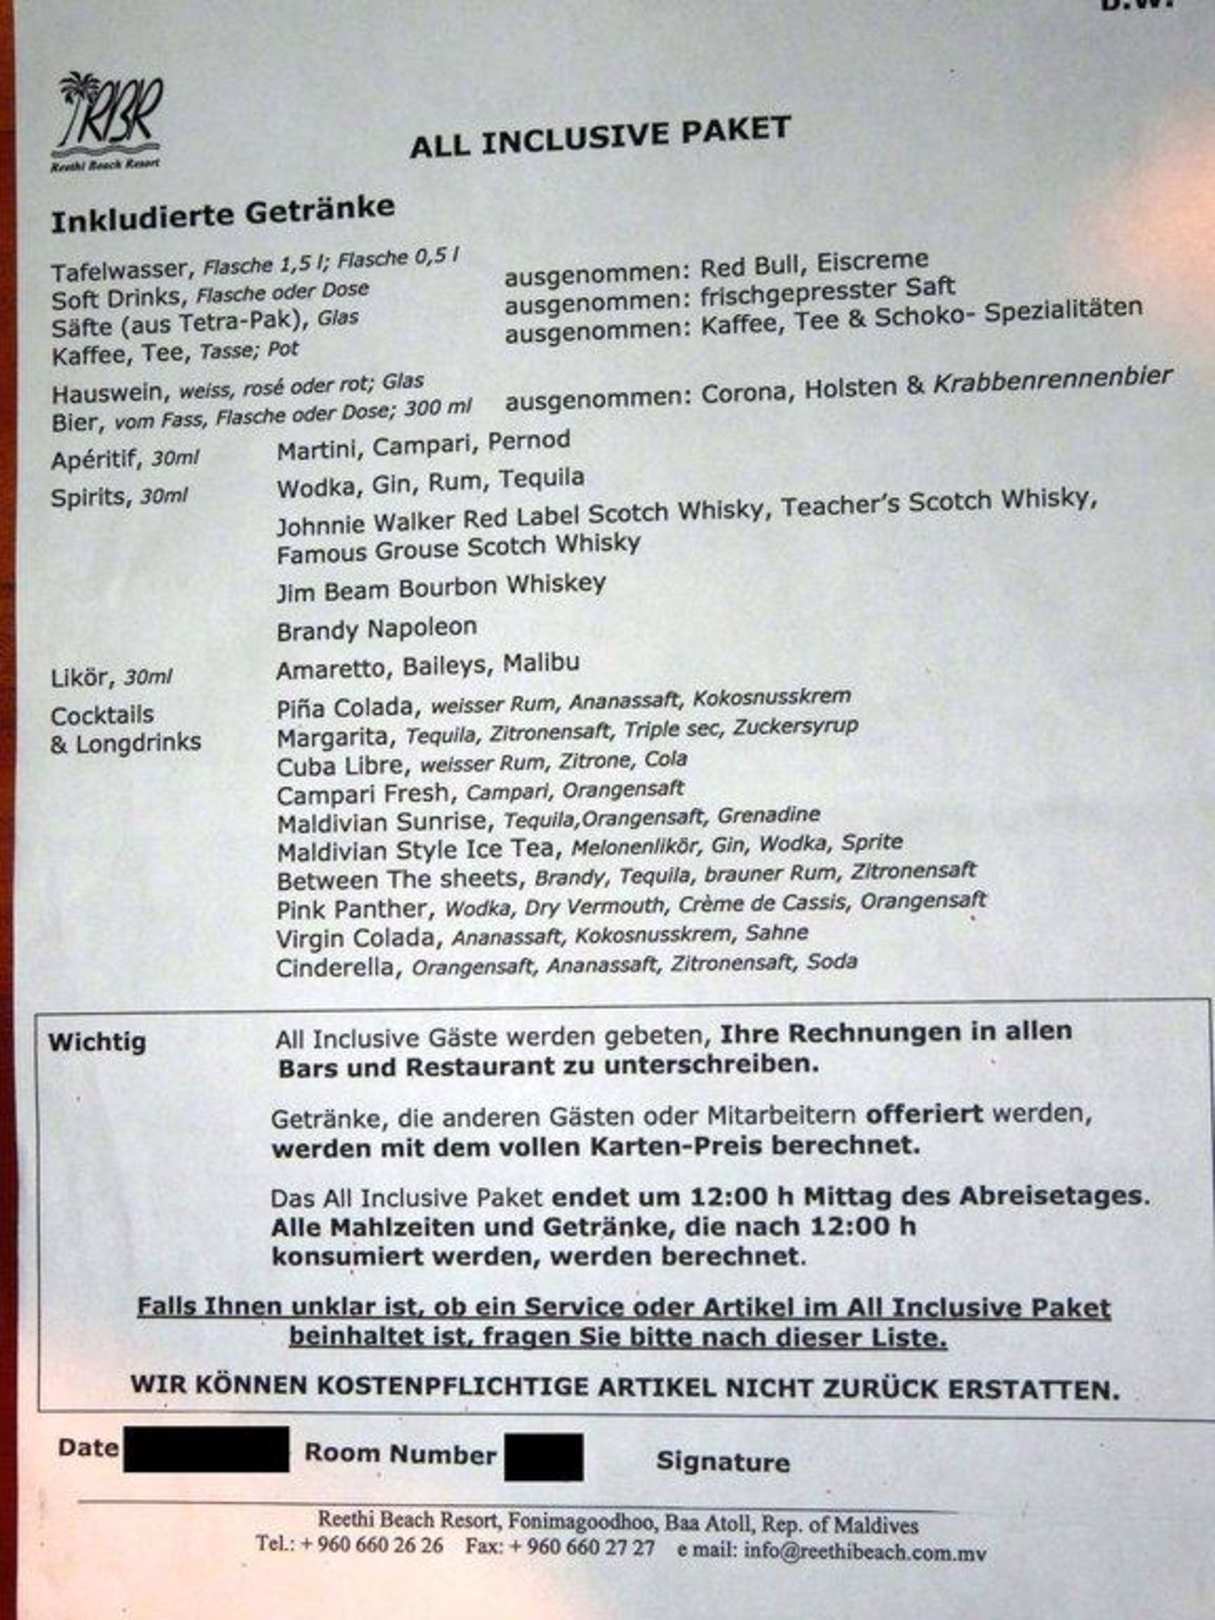 RBR
Reethi Beach Resort
ALL INCLUSIVE PAKET
Inkludierte Getränke
Tafelwasser, Flasche 1,5 l; Flasche 0,5 l
Soft Drinks, Flasche oder Dose ausgenommen: Red Bull, Eiscreme
Säfte (aus Tetra-Pak), Glas ausgenommen: frischgepresster Saft
Kaffee, Tee, Tasse; Pot ausgenommen: Kaffee, Tee & Schoko- Spezialitäten
Hauswein, weiss, rosé oder rot; Glas
Bier, vom Fass, Flasche oder Dose; 300 ml ausgenommen: Corona, Holsten & Krabbenrennenbier
Apéritif, 30ml Martini, Campari, Pernod
Spirits, 30ml Wodka, Gin, Rum, Tequila
Johnnie Walker Red Label Scotch Whisky, Teacher's Scotch Whisky,
Famous Grouse Scotch Whisky
Jim Beam Bourbon Whiskey
Brandy Napoleon
Likör, 30ml Amaretto, Baileys, Malibu
Cocktails Piña Colada, weisser Rum, Ananassaft, Kokosnusskrem
& Longdrinks Margarita, Tequila, Zitronensaft, Triple sec, Zuckersyrup
Cuba Libre, weisser Rum, Zitrone, Cola
Campari Fresh, Campari, Orangensaft
Maldivian Sunrise, Tequila,Orangensaft, Grenadine
Maldivian Style Ice Tea, Melonenlikör, Gin, Wodka, Sprite
Between The sheets, Brandy, Tequila, brauner Rum, Zitronensaft
Pink Panther, Wodka, Dry Vermouth, Crème de Cassis, Orangensaft
Virgin Colada, Ananassaft, Kokosnusskrem, Sahne
Cinderella, Orangensaft, Ananassaft, Zitronensaft, Soda
Wichtig All Inclusive Gäste werden gebeten, Ihre Rechnungen in allen
Bars und Restaurant zu unterschreiben.
Getränke, die anderen Gästen oder Mitarbeitern offeriert werden,
werden mit dem vollen Karten-Preis berechnet.
Das All Inclusive Paket endet um 12:00 h Mittag des Abreisetages.
Alle Mahlzeiten und Getränke, die nach 12:00 h
konsumiert werden, werden berechnet.
Falls Ihnen unklar ist, ob ein Service oder Artikel im All Inclusive Paket
beinhaltet ist, fragen Sie bitte nach dieser Liste.
WIR KÖNNEN KOSTENPFLICHTIGE ARTIKEL NICHT ZURÜCK ERSTATTEN.
Date Room Number Signature
Reethi Beach Resort, Fonimagoodhoo, Baa Atoll, Rep. of Maldives
Tel.: + 960 660 26 26 Fax: + 960 660 27 27 e mail: info@reethibeach.com.mv